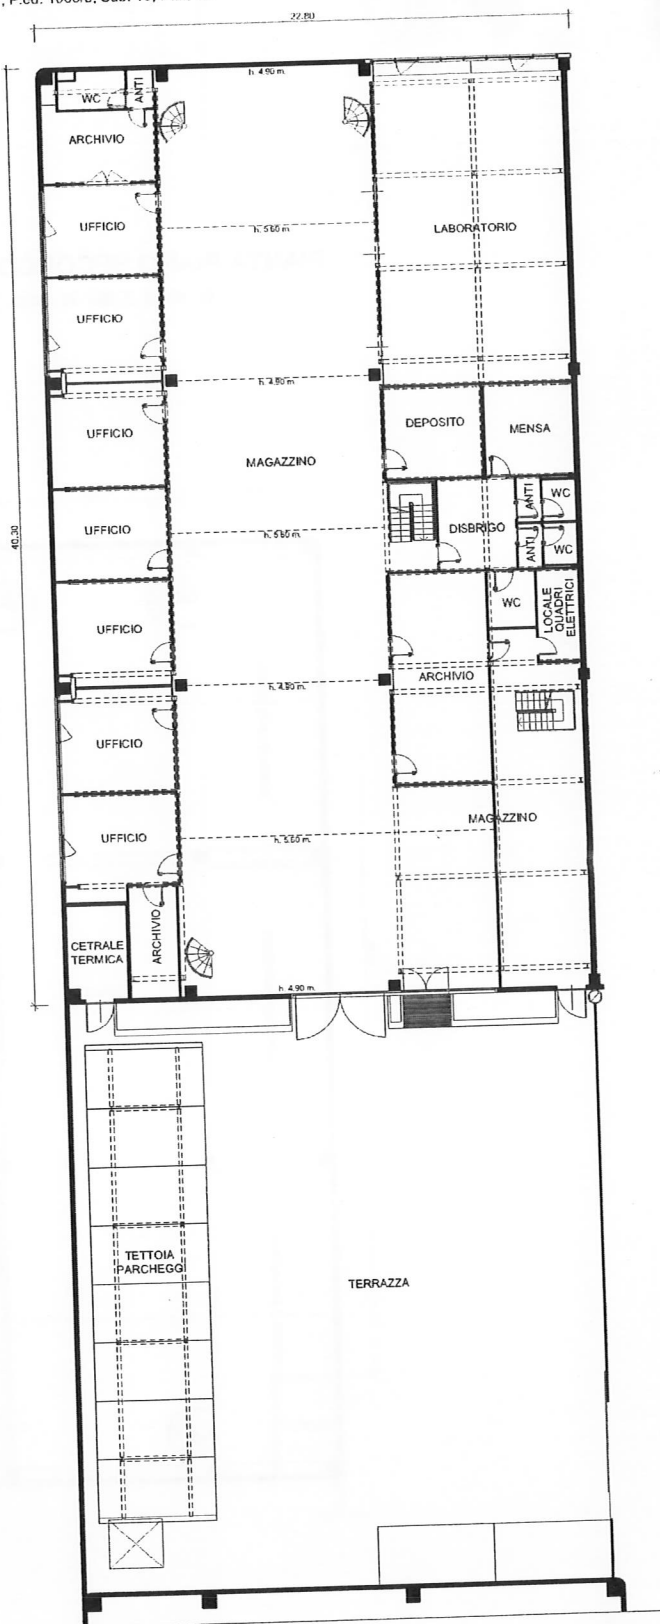 22.80
h. 4.90 m.
WC
ANTI
ARCHIVIO
UFFICIO
h. 5.60 m.
LABORATORIO
UFFICIO
h. 4.90 m.
UFFICIO
DEPOSITO
MENSA
MAGAZZINO
40.30
UFFICIO
h. 5.60 m.
DISBRIGO
ANTI
WC
ANTI
WC
UFFICIO
WC
LOCALE
QUADRI
ELETTRICI
ARCHIVIO
h. 4.90 m.
UFFICIO
MAGAZZINO
UFFICIO
h. 5.60 m.
CETRALE
TERMICA
ARCHIVIO
h. 4.90 m.
TETTOIA
PARCHEGGI
TERRAZZA